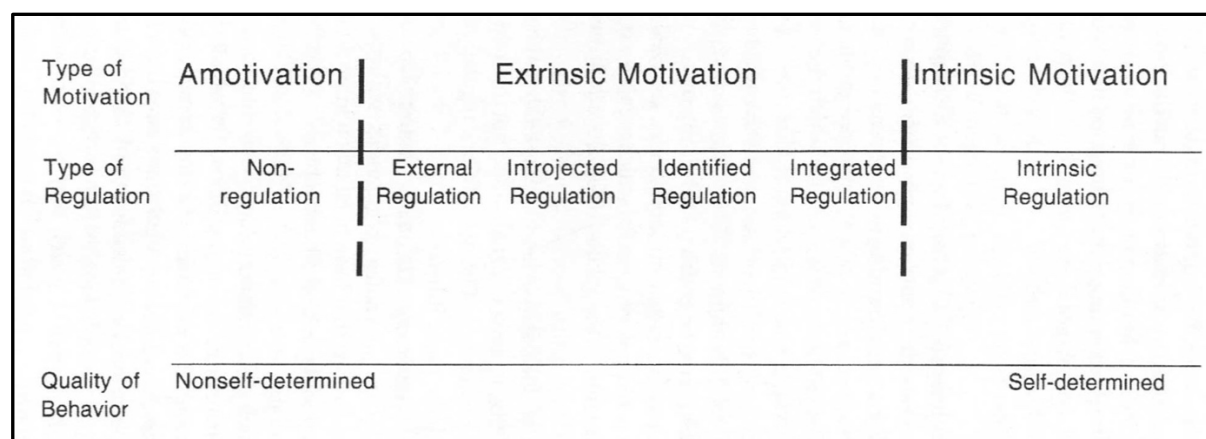 Type of Motivation
Amotivation
Extrinsic Motivation
Intrinsic Motivation
Type of Regulation
Non-regulation
External Regulation
Introjected Regulation
Identified Regulation
Integrated Regulation
Intrinsic Regulation
Quality of Behavior
Nonself-determined
Self-determined